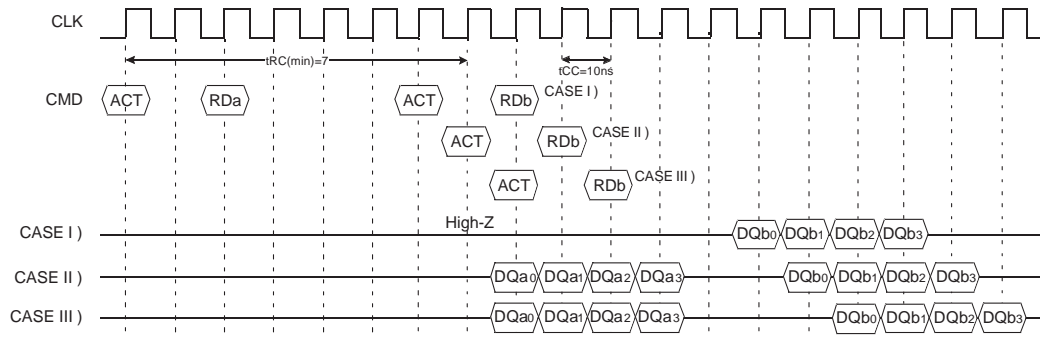 CLK
tRC(min)=7
tCC=10ns
CMD
ACT RDa ACT RDb CASE I )
ACT RDb CASE II )
ACT RDb CASE III )
High-Z
CASE I ) DQb0 DQb1 DQb2 DQb3
CASE II ) DQa0 DQa1 DQa2 DQa3 DQb0 DQb1 DQb2 DQb3
CASE III ) DQa0 DQa1 DQa2 DQa3 DQb0 DQb1 DQb2 DQb3